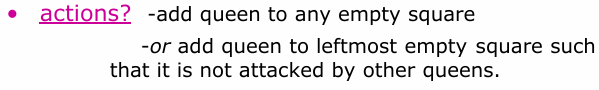 • actions? -add queen to any empty square
-or add queen to leftmost empty square such
that it is not attacked by other queens.